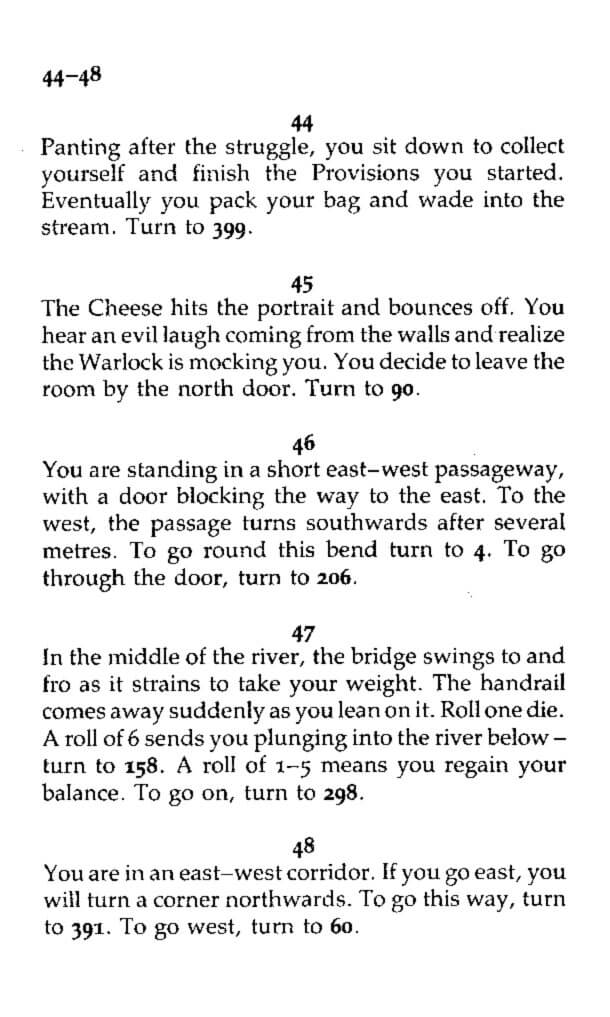 44–48
44
Panting after the struggle, you sit down to collect
yourself and finish the Provisions you started.
Eventually you pack your bag and wade into the
stream. Turn to 399.
45
The Cheese hits the portrait and bounces off. You
hear an evil laugh coming from the walls and realize
the Warlock is mocking you. You decide to leave the
room by the north door. Turn to 90.
46
You are standing in a short east–west passageway,
with a door blocking the way to the east. To the
west, the passage turns southwards after several
metres. To go round this bend turn to 4. To go
through the door, turn to 206.
47
In the middle of the river, the bridge swings to and
fro as it strains to take your weight. The handrail
comes away suddenly as you lean on it. Roll one die.
A roll of 6 sends you plunging into the river below –
turn to 158. A roll of 1–5 means you regain your
balance. To go on, turn to 298.
48
You are in an east–west corridor. If you go east, you
will turn a corner northwards. To go this way, turn
to 391. To go west, turn to 60.